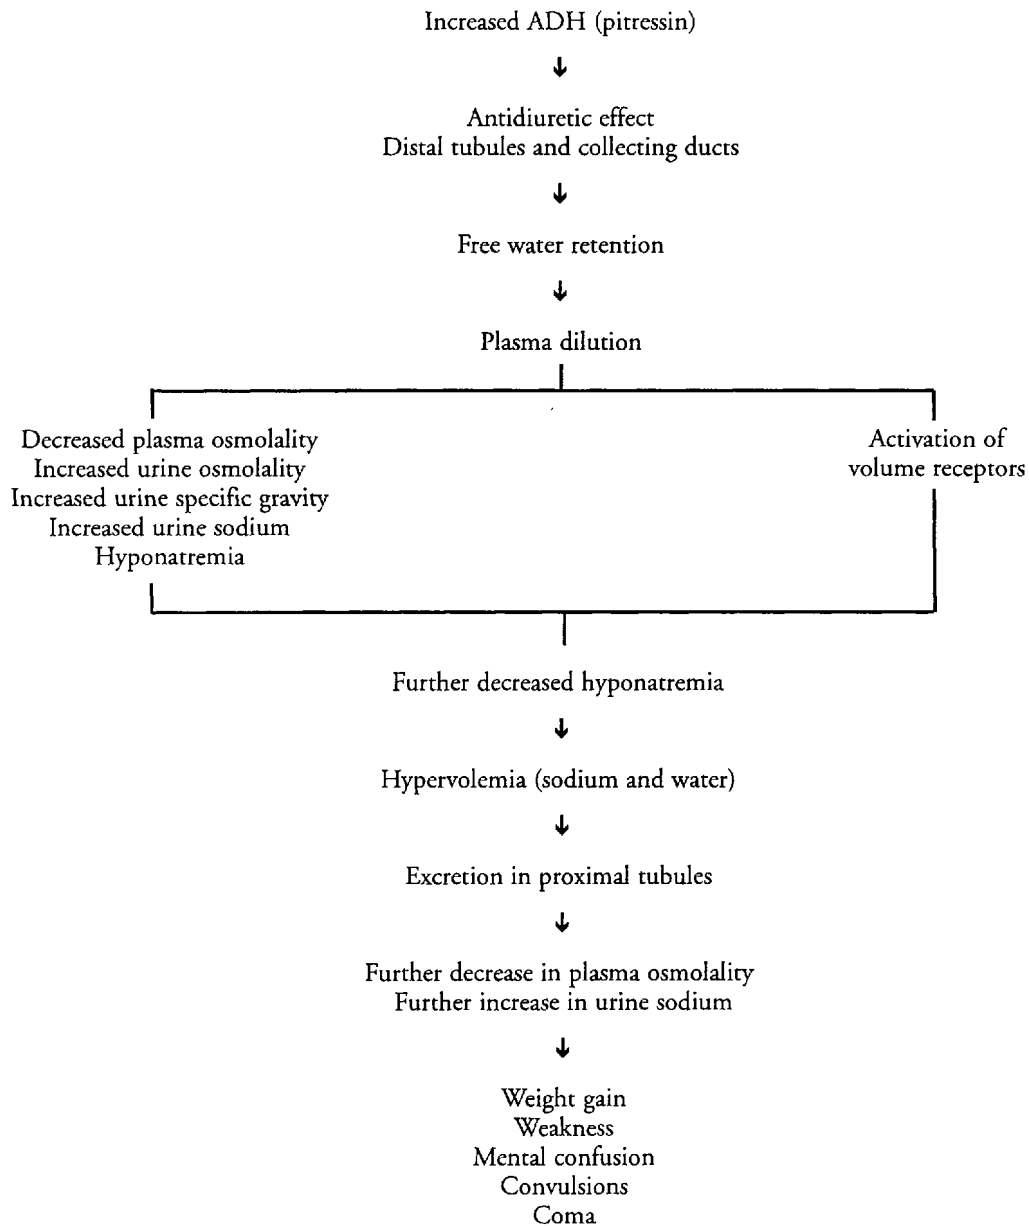 Increased ADH (pitressin)
Antidiuretic effect
Distal tubules and collecting ducts
Free water retention
Plasma dilution
Decreased plasma osmolality
Increased urine osmolality
Increased urine specific gravity
Increased urine sodium
Hyponatremia
Activation of
volume receptors
Further decreased hyponatremia
Hypervolemia (sodium and water)
Excretion in proximal tubules
Further decrease in plasma osmolality
Further increase in urine sodium
Weight gain
Weakness
Mental confusion
Convulsions
Coma